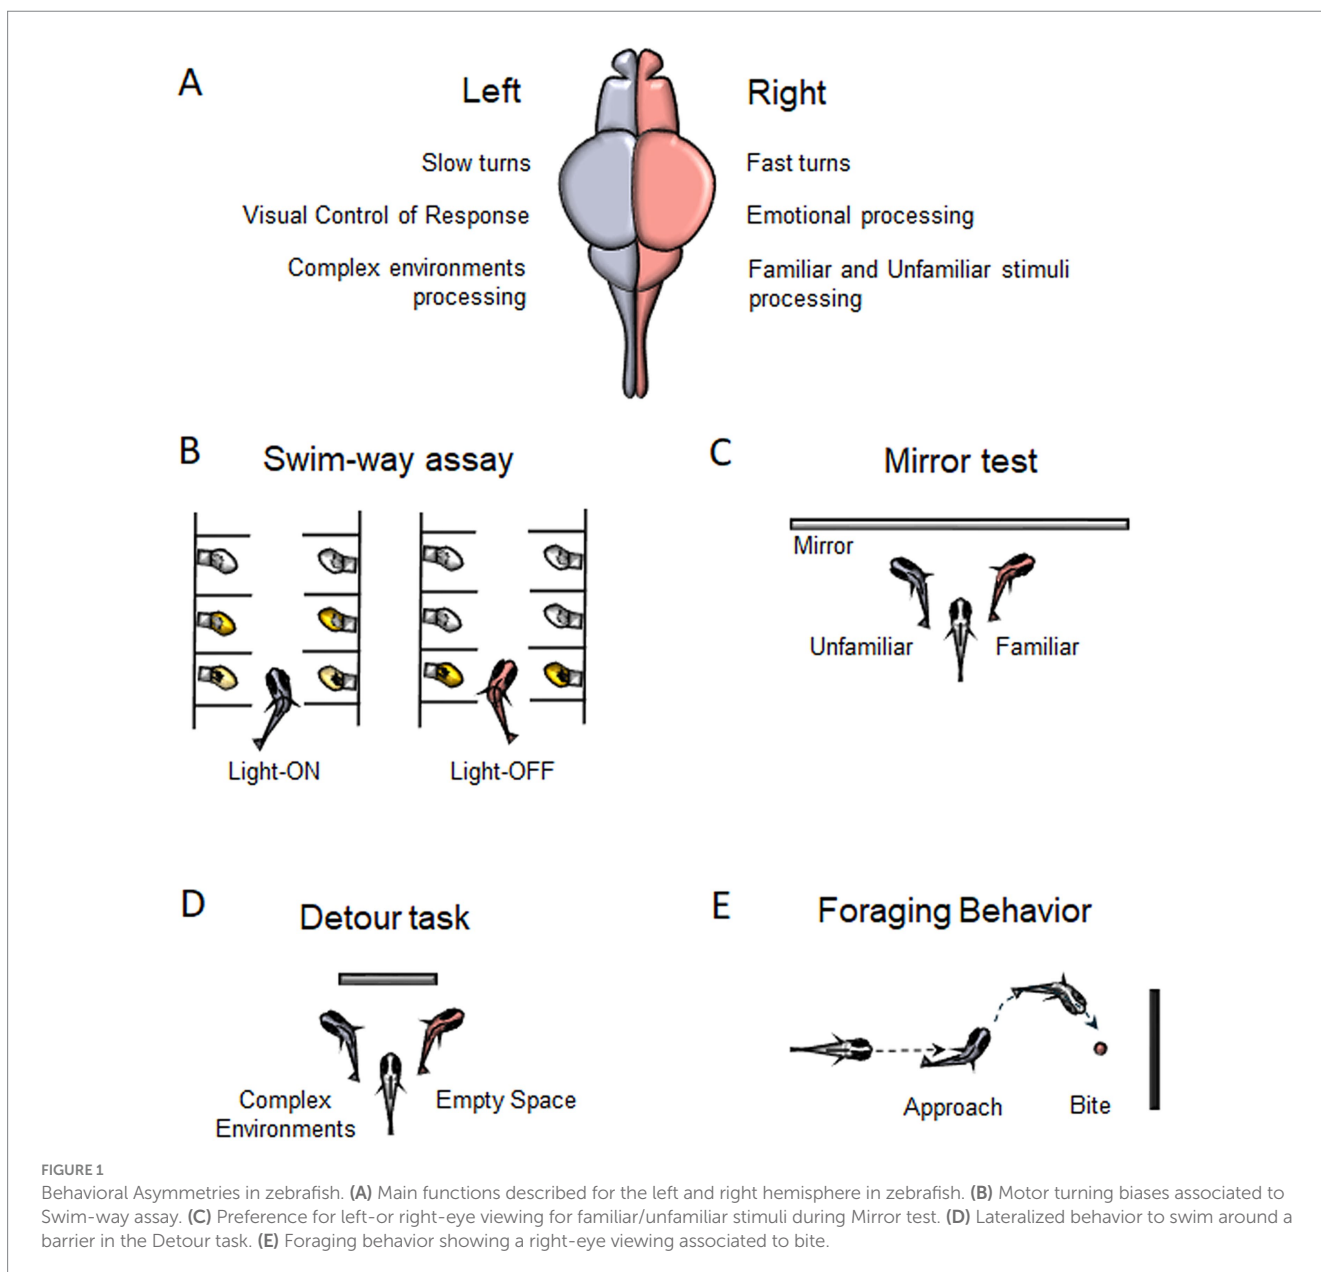 A
Left
Right
Slow turns
Fast turns
Visual Control of Response
Emotional processing
Complex environments
processing
Familiar and Unfamiliar stimuli
processing
B
Swim-way assay
Light-ON
Light-OFF
C
Mirror test
Mirror
Unfamiliar
Familiar
D
Detour task
Complex
Environments
Empty Space
E
Foraging Behavior
Approach
Bite
FIGURE 1
Behavioral Asymmetries in zebrafish. (A) Main functions described for the left and right hemisphere in zebrafish. (B) Motor turning biases associated to
Swim-way assay. (C) Preference for left-or right-eye viewing for familiar/unfamiliar stimuli during Mirror test. (D) Lateralized behavior to swim around a
barrier in the Detour task. (E) Foraging behavior showing a right-eye viewing associated to bite.